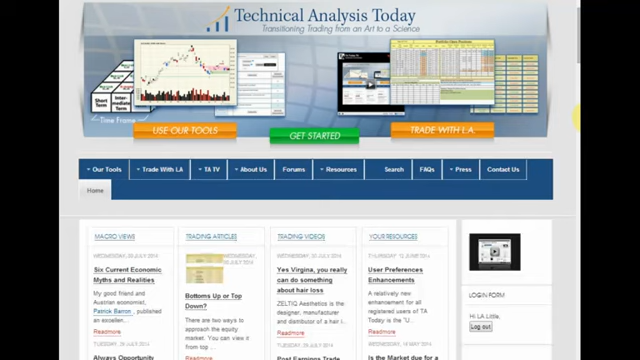 Technical Analysis Today
Transitioning Trading from an Art to a Science
Short Term
Inter-mediate Term
Time Frame
USE OUR TOOLS
GET STARTED
TRADE WITH L.A.
Our Tools
Trade With LA
TA TV
About Us
Forums
Resources
Search
FAQs
Press
Contact Us
Home
MACRO VIEWS
Six Current Economic
Myths and Realities
My good friend and
Austrian economist,
Patrick Barron, published
an excellen...
Readmore
Always Opportunity
TRADING ARTICLES
Bottoms Up or Top
Down?
There are two ways to
approach the equity
market. You can view it
from top...
TRADING VIDEOS
Yes Virgina, you really
can do something
about hair loss
ZELTIQ Aesthetics is the
designer, manufacturer
and distributor of a hair l...
Readmore
Post Earnings Trade
YOUR RESOURCES
User Preferences
Enhancements
A relatively new
enhancement for all
registered users of TA
Today is the "U...
Readmore
Is the Market due for a
LOGIN FORM
Hi LA Little,
Log out